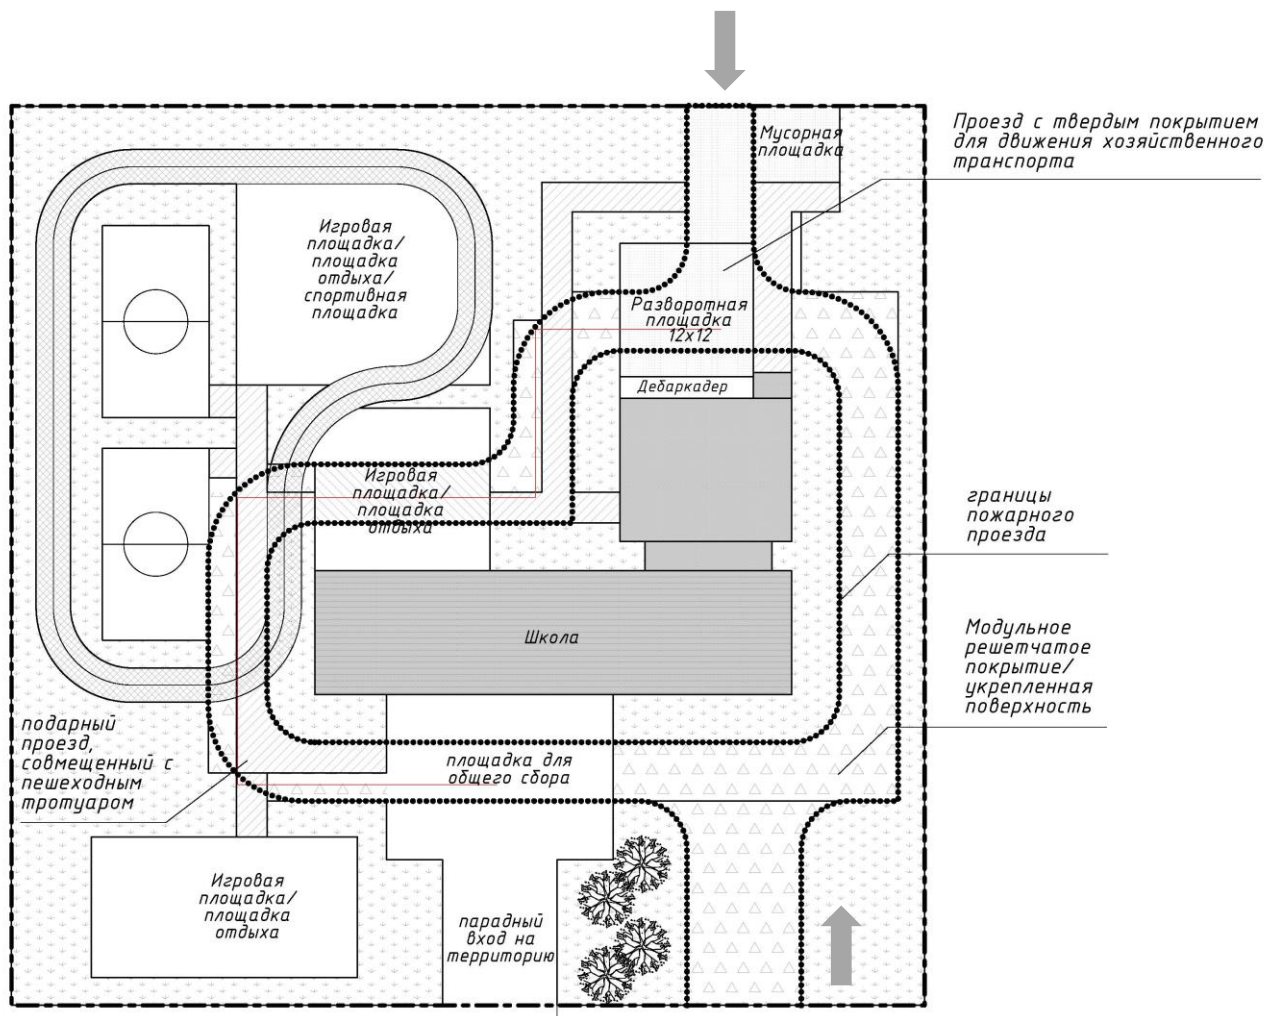 Мусорная
площадка
Проезд с твердым покрытием
для движения хозяйственного
транспорта
Игровая
площадка/
площадка
отдыха/
спортивная
площадка
Разворотная
площадка
12х12
Дебаркадер
Игровая
площадка/
площадка
отдыха
границы
пожарного
проезда
Школа
Модульное
решетчатое
покрытие/
укрепленная
поверхность
подарный
проезд,
совмещенный с
пешеходным
тротуаром
площадка для
общего сбора
Игровая
площадка/
площадка
отдыха
парадный
вход на
территорию